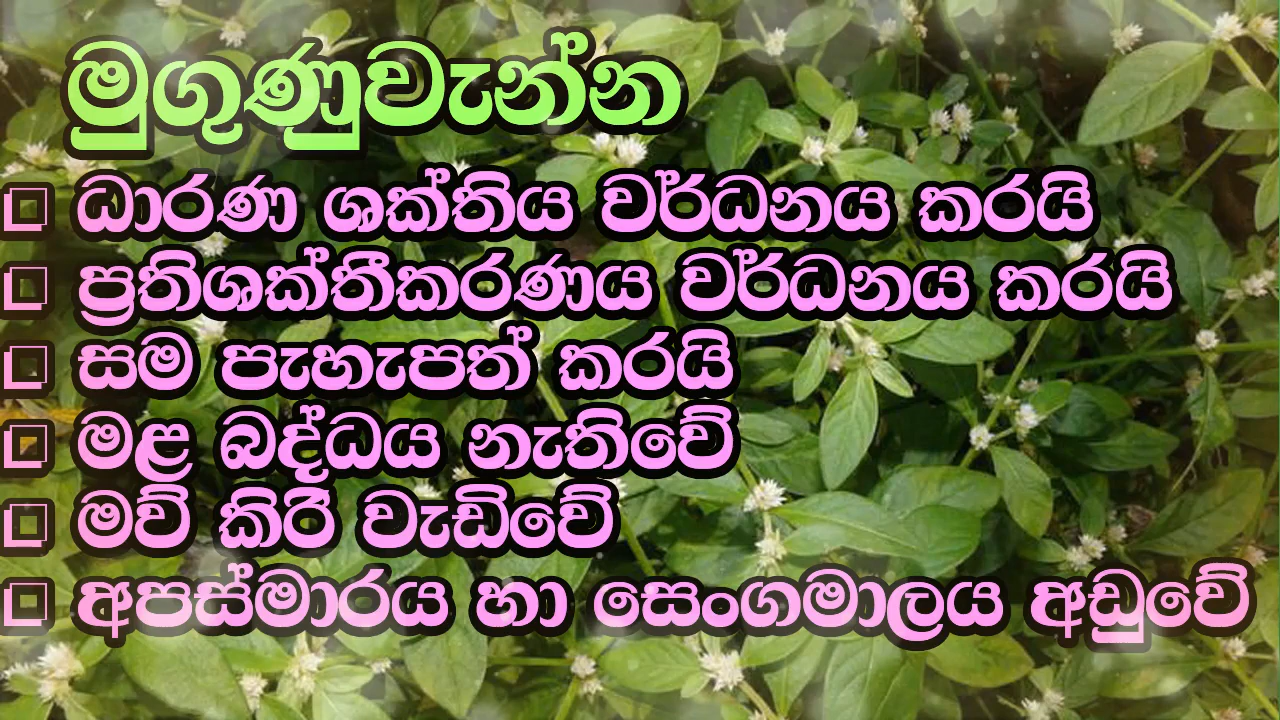 මුගුණුවැන්න
□ ධාරණ ශක්තිය වර්ධනය කරයි
□ ප්‍රතිශක්තීකරණය වර්ධනය කරයි
□ සම පැහැපත් කරයි
□ මළ බද්ධය නැතිවේ
□ මව් කිරි වැඩිවේ
□ අපස්මාරය හා සෙංගමාලය අඩුවේ